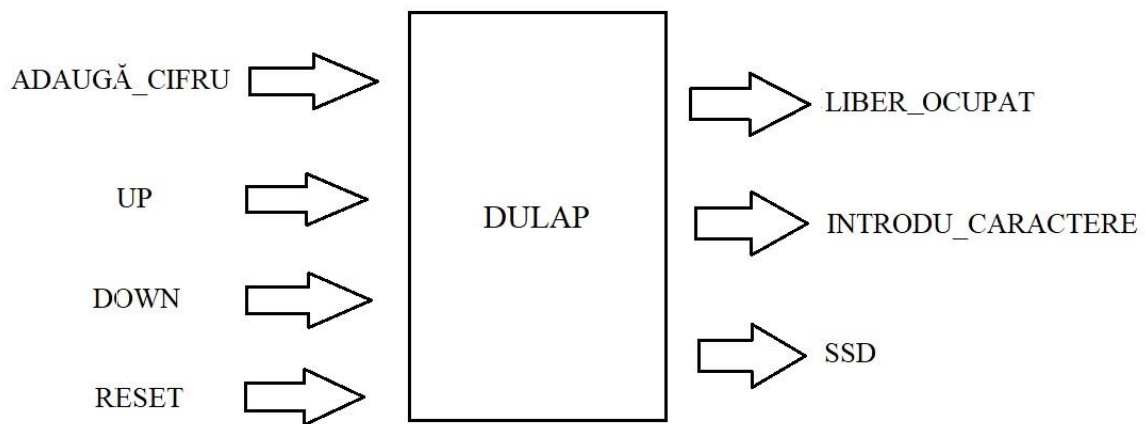 ADAUGĂ_CIFRU
UP
DOWN
RESET
DULAP
LIBER_OCUPAT
INTRODU_CARACTERE
SSD